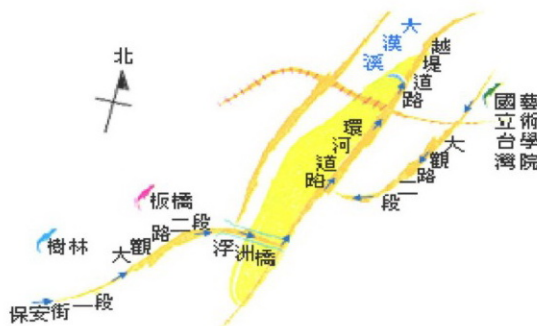 北
大漢溪
越堤道路
國立台灣
藝術學院
環河道路
大觀路二段
板橋
樹林
大觀路二段
浮洲橋
保安街一段